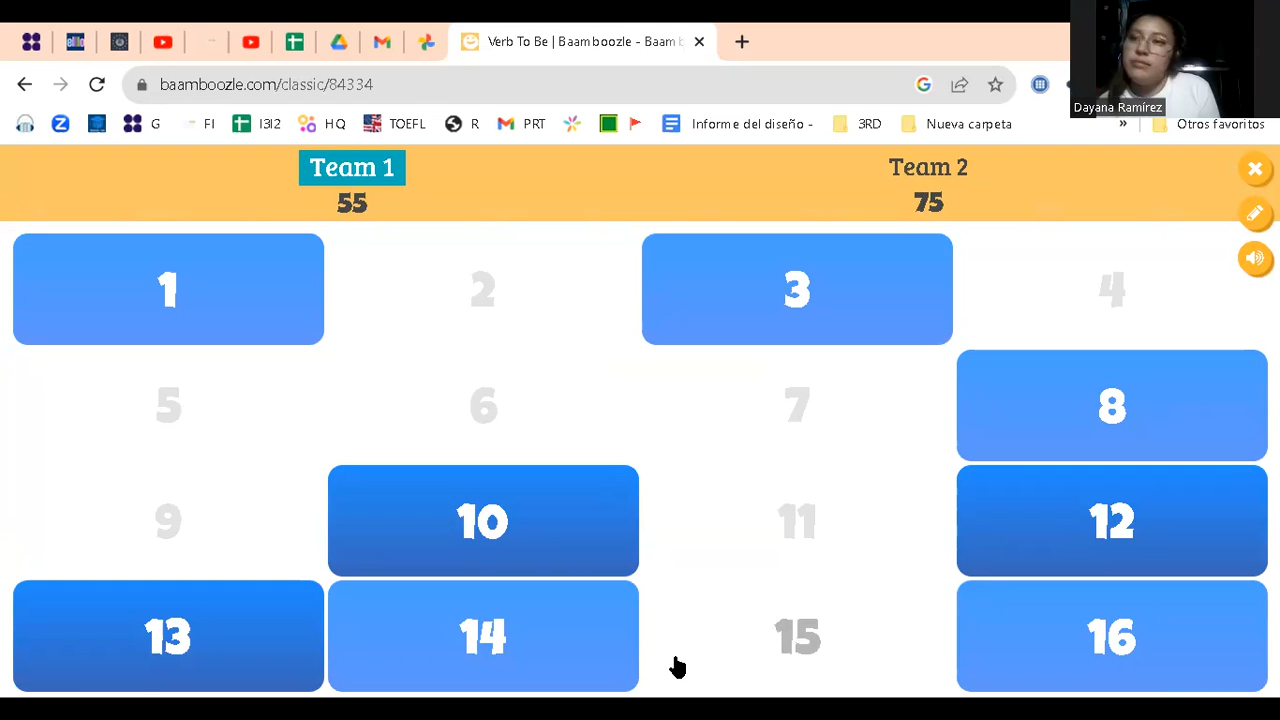 Verb To Be | Baamboozle - Baamb
baamboozle.com/classic/84334
Dayana Ramírez
G
FI
I3I2
HQ
TOEFL
R
PRT
Informe del diseño -
3RD
Nueva carpeta
»
Otros favoritos
Team 1
Team 2
55
75
1
2
3
4
5
6
7
8
9
10
11
12
13
14
15
16